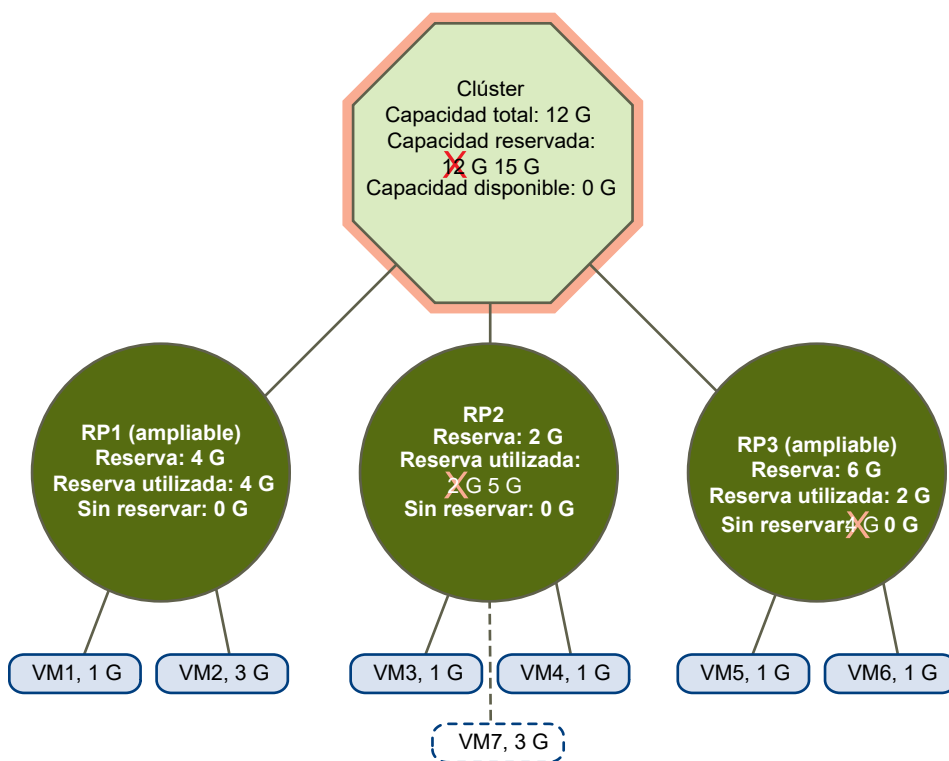 Clúster
Capacidad total: 12 G
Capacidad reservada:
12 G 15 G
Capacidad disponible: 0 G
RP1 (ampliable)
Reserva: 4 G
Reserva utilizada: 4 G
Sin reservar: 0 G
RP2
Reserva: 2 G
Reserva utilizada:
2 G 5 G
Sin reservar: 0 G
RP3 (ampliable)
Reserva: 6 G
Reserva utilizada: 2 G
Sin reservar: 4 G 0 G
VM1, 1 G
VM2, 3 G
VM3, 1 G
VM4, 1 G
VM5, 1 G
VM6, 1 G
VM7, 3 G